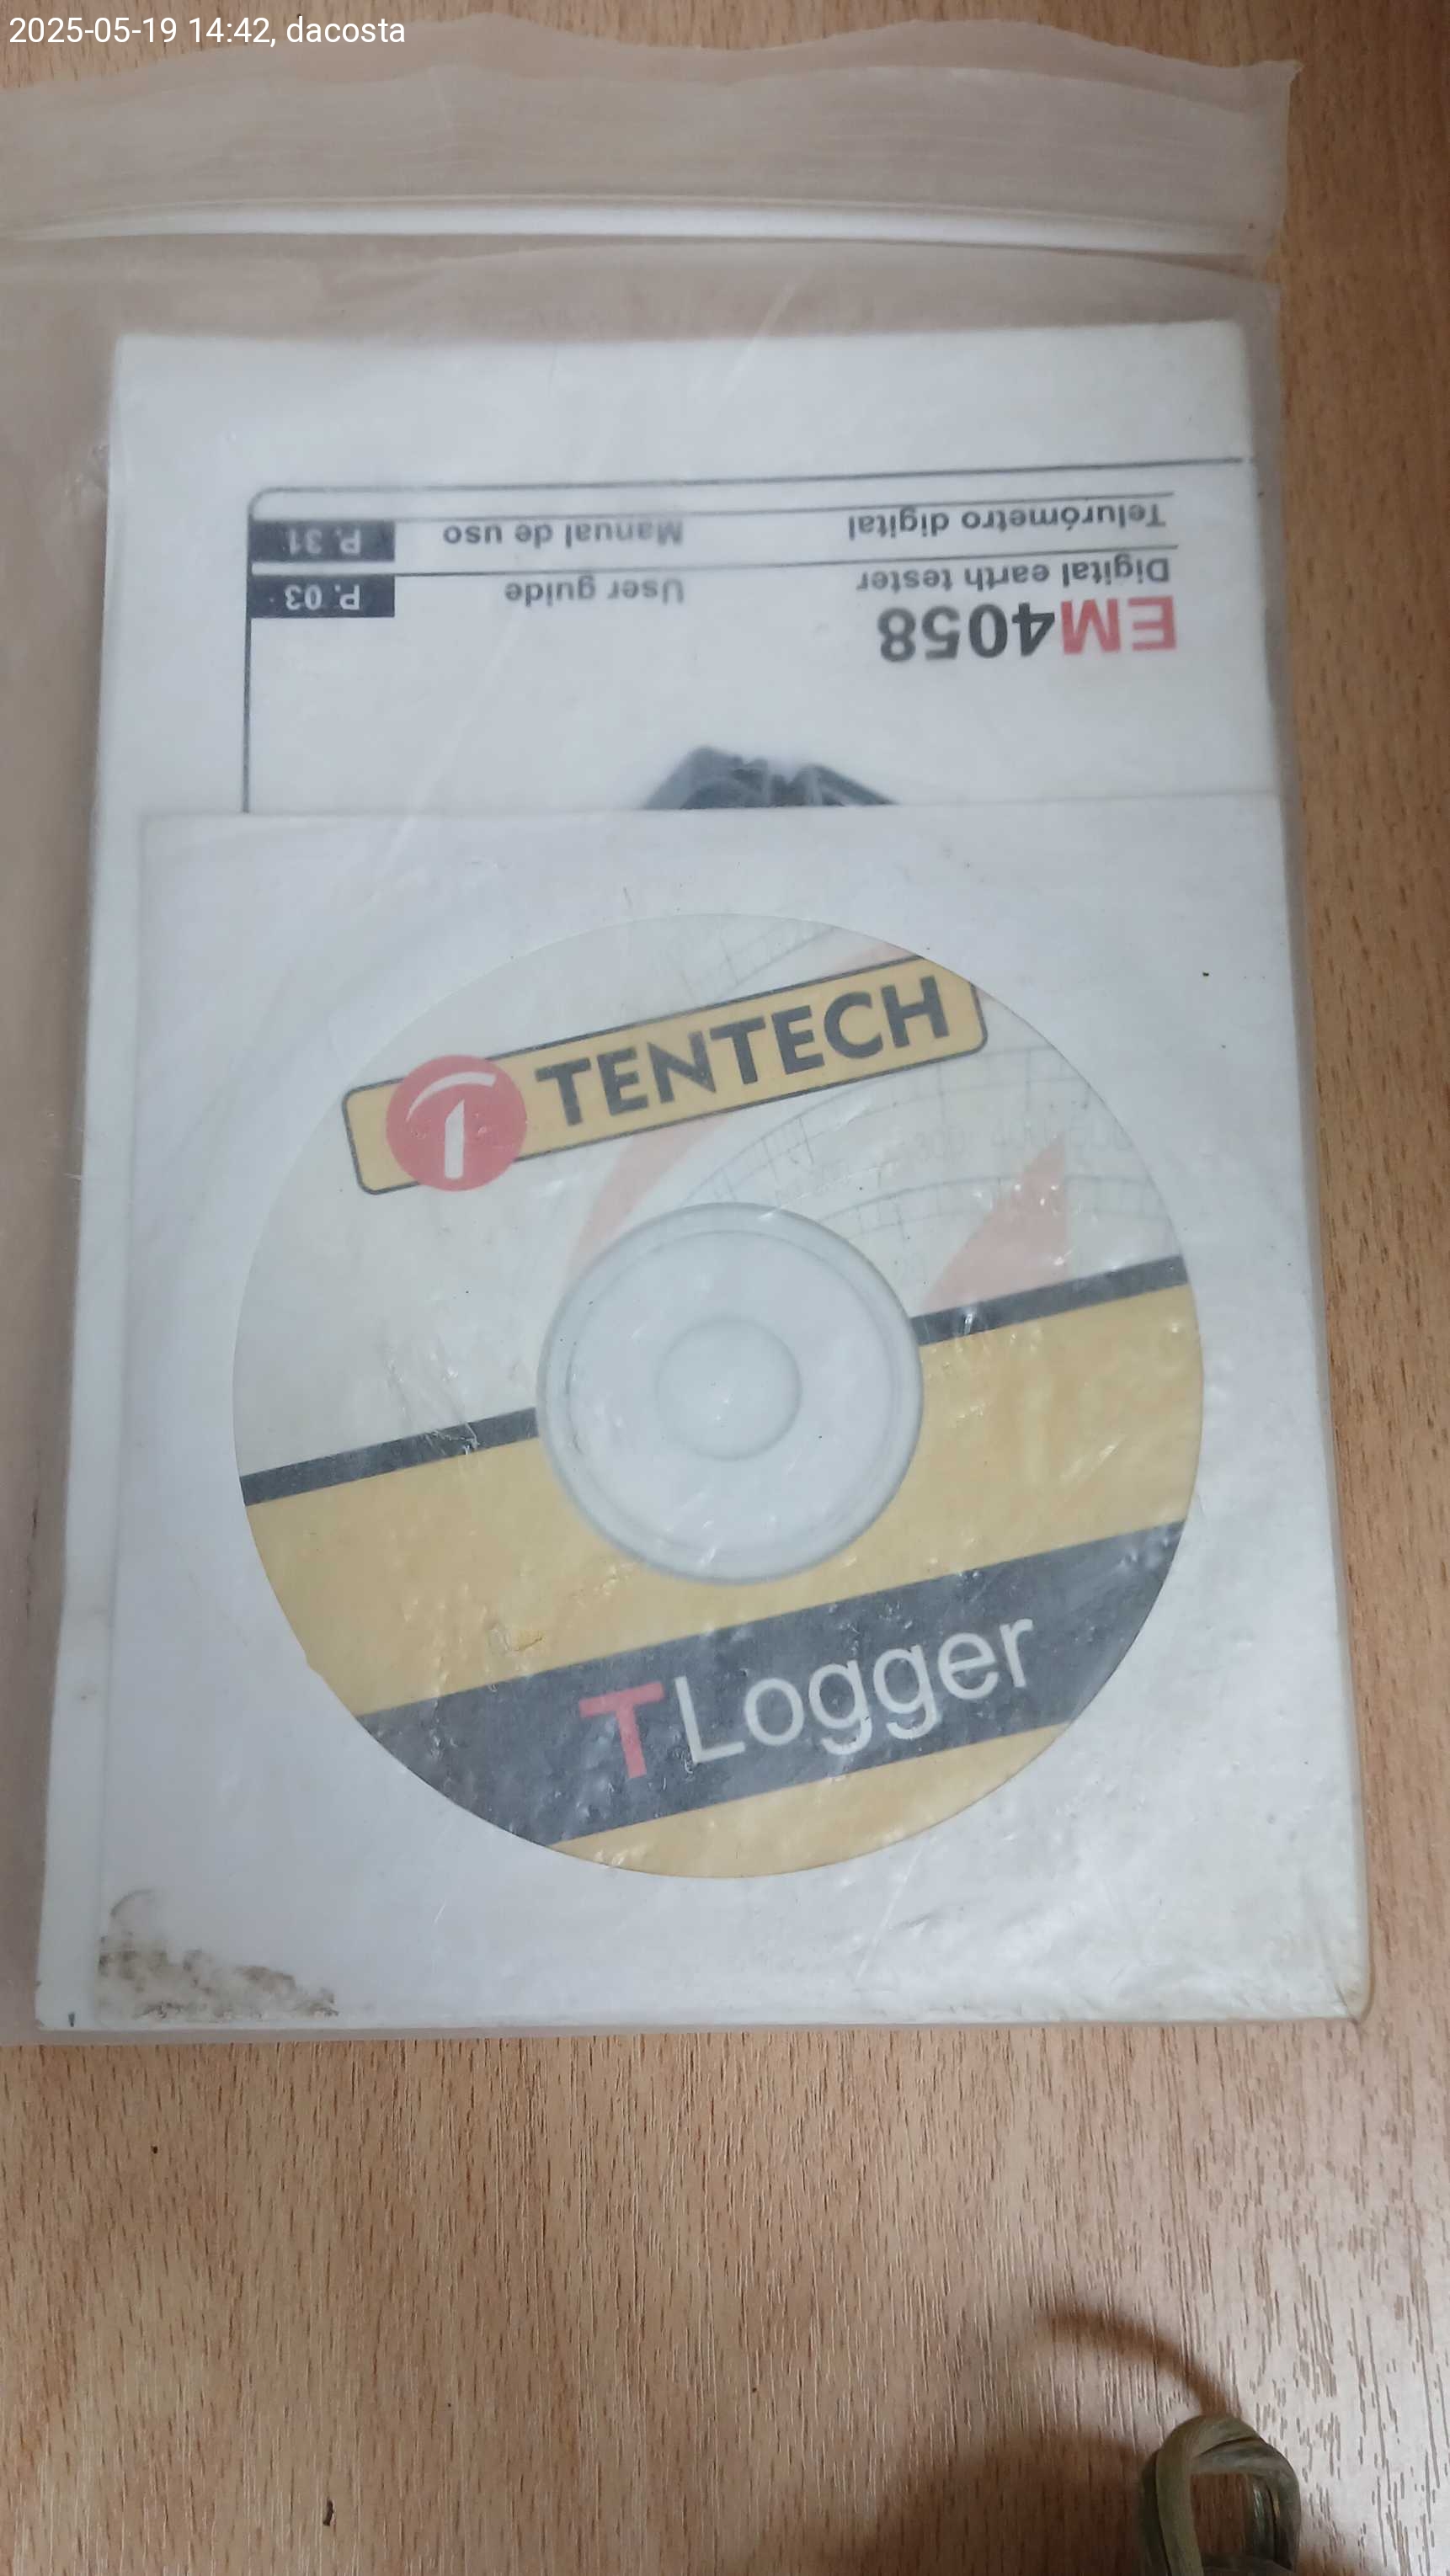 2025-05-19 14:42, dacosta
EM4058
Digital earth tester User guide P. 03
Telurómetro digital Manual de uso P. 31
TENTECH
T Logger